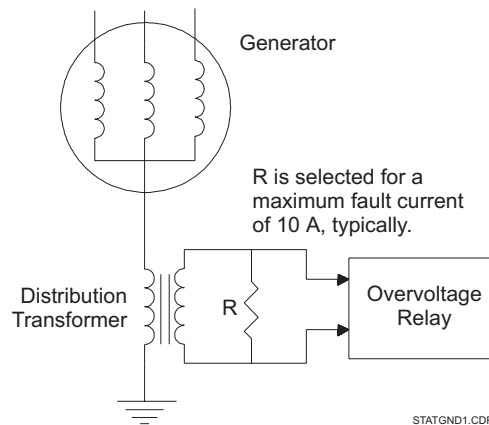 Generator
R is selected for a
maximum fault current
of 10 A, typically.
Distribution
Transformer
R
Overvoltage
Relay
STATGND1.CDR